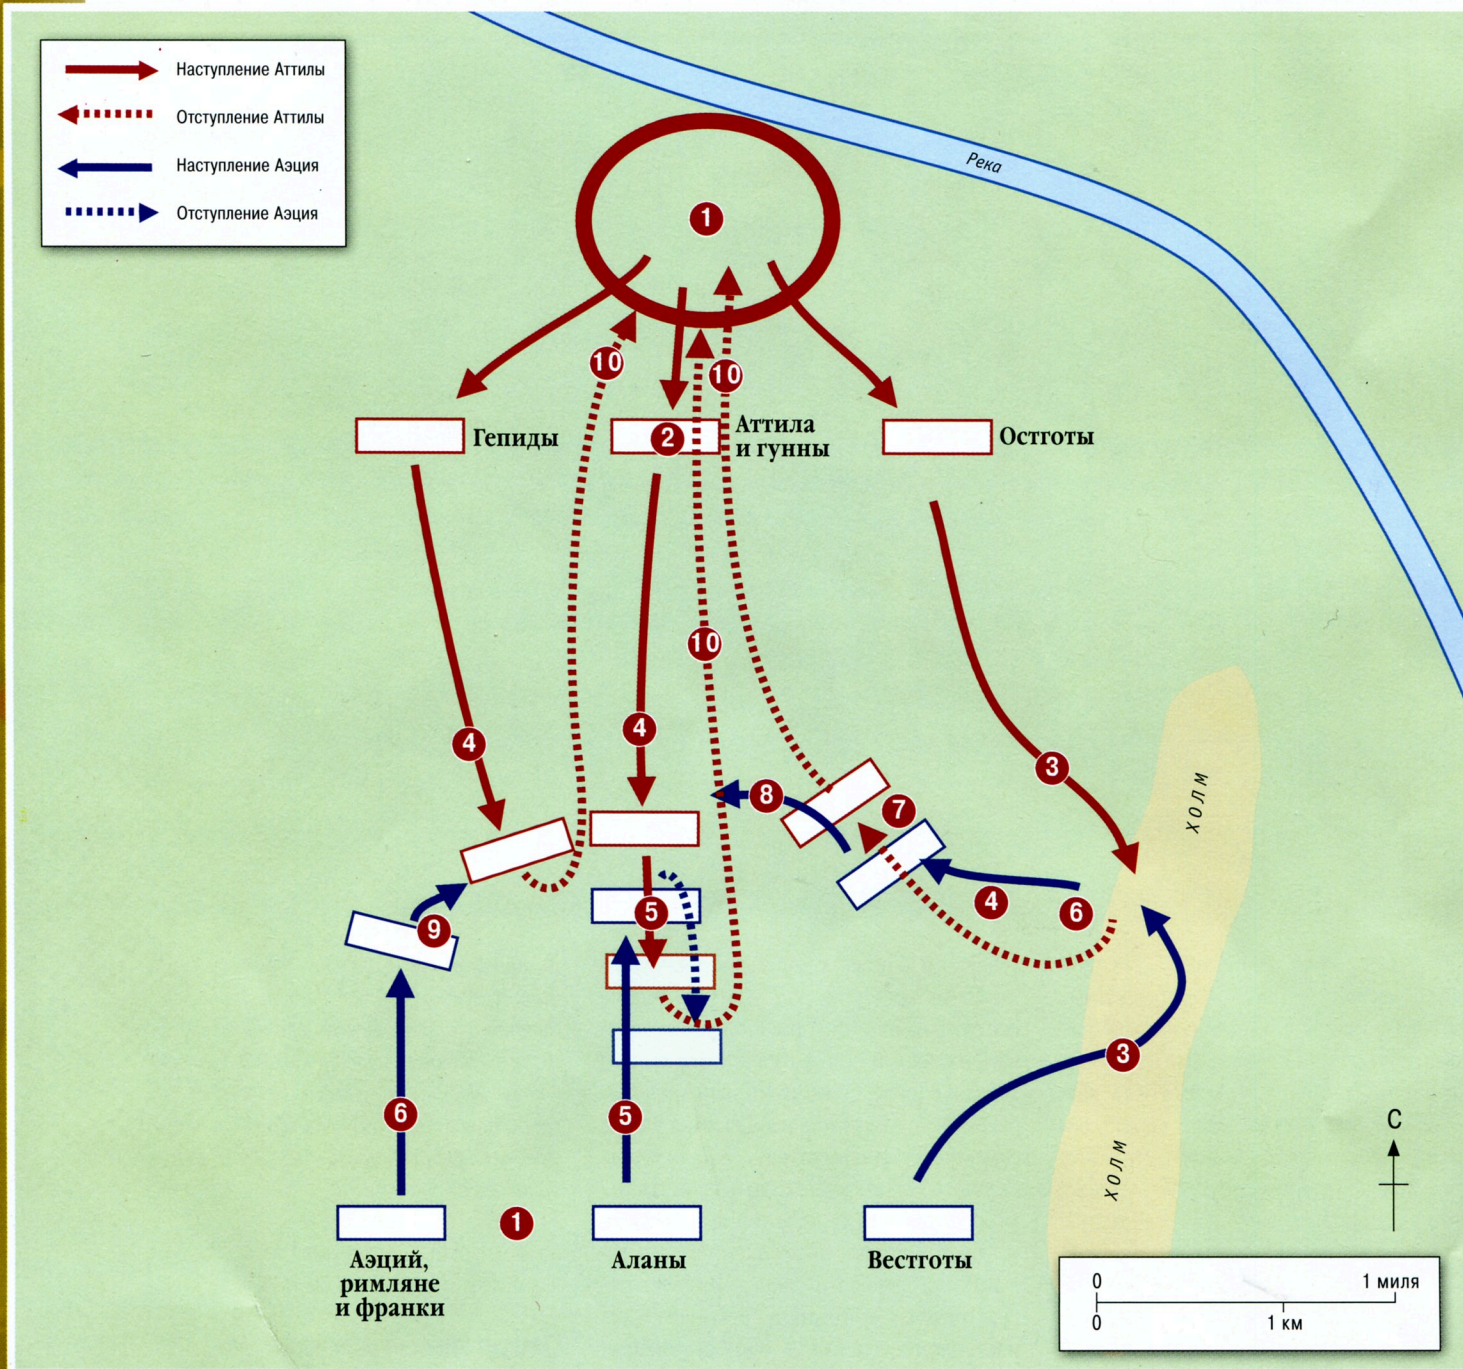 Наступление Аттилы
Отступление Аттилы
Наступление Аэция
Отступление Аэция
Река
1
10
10
Гепиды
2
Аттила
и гунны
Остготы
10
4
4
3
8
7
холм
9
5
4
6
3
6
5
холм
С
1
Аэций,
римляне
и франки
Аланы
Вестготы
0
1 миля
0
1 км